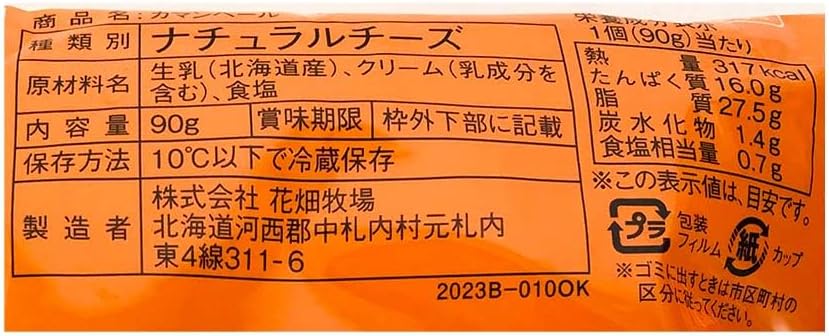 商品名:カマンベール
種類別 ナチュラルチーズ
原材料名 生乳(北海道産)、クリーム(乳成分を
含む)、食塩
内容量 90g 賞味期限 枠外下部に記載
保存方法 10℃以下で冷蔵保存
製造者 株式会社 花畑牧場
北海道河西郡中札内村元札内
東4線311-6
2023B-010OK
栄養成分表示
1個(90g)当たり
熱量 317kcal
たんぱく質 16.0g
脂質 27.5g
炭水化物 1.4g
食塩相当量 0.7g
※この表示値は、目安です。
プラ 包装
フィルム
紙 カップ
※ゴミに出すときは市区町村の
区分に従ってください。